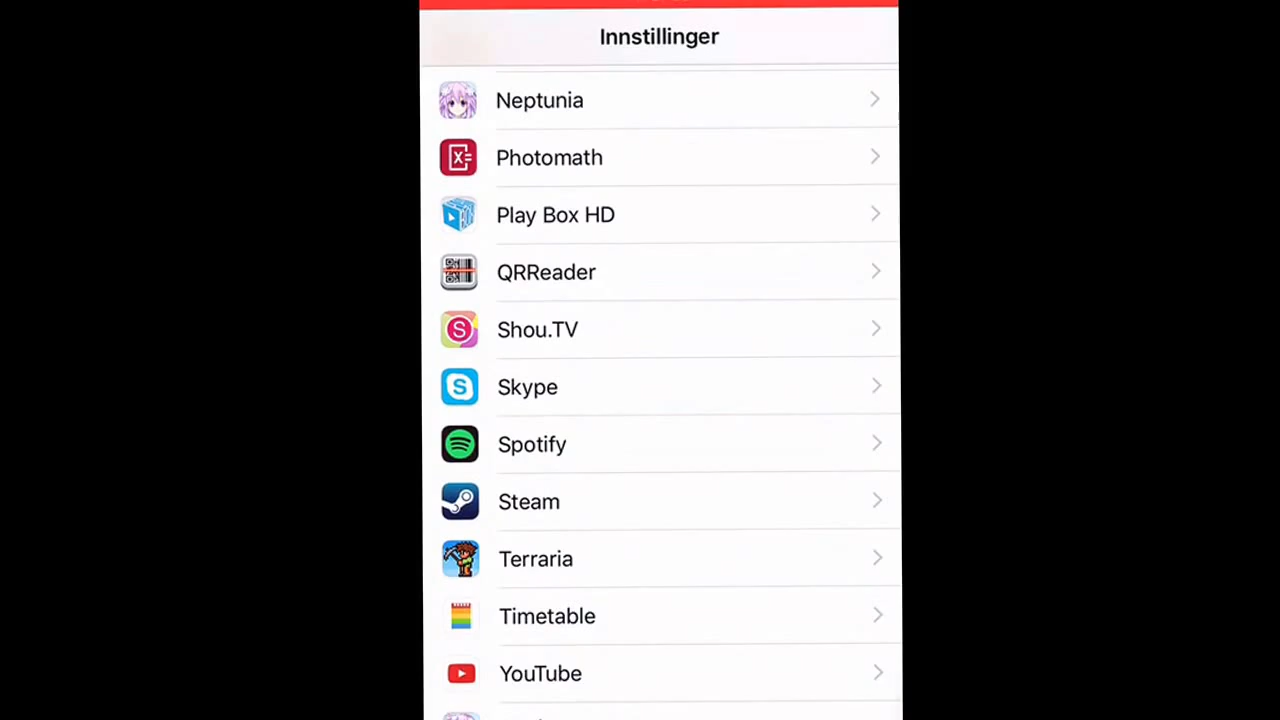 Innstillinger
Neptunia
Photomath
Play Box HD
QRReader
Shou.TV
Skype
Spotify
Steam
Terraria
Timetable
YouTube